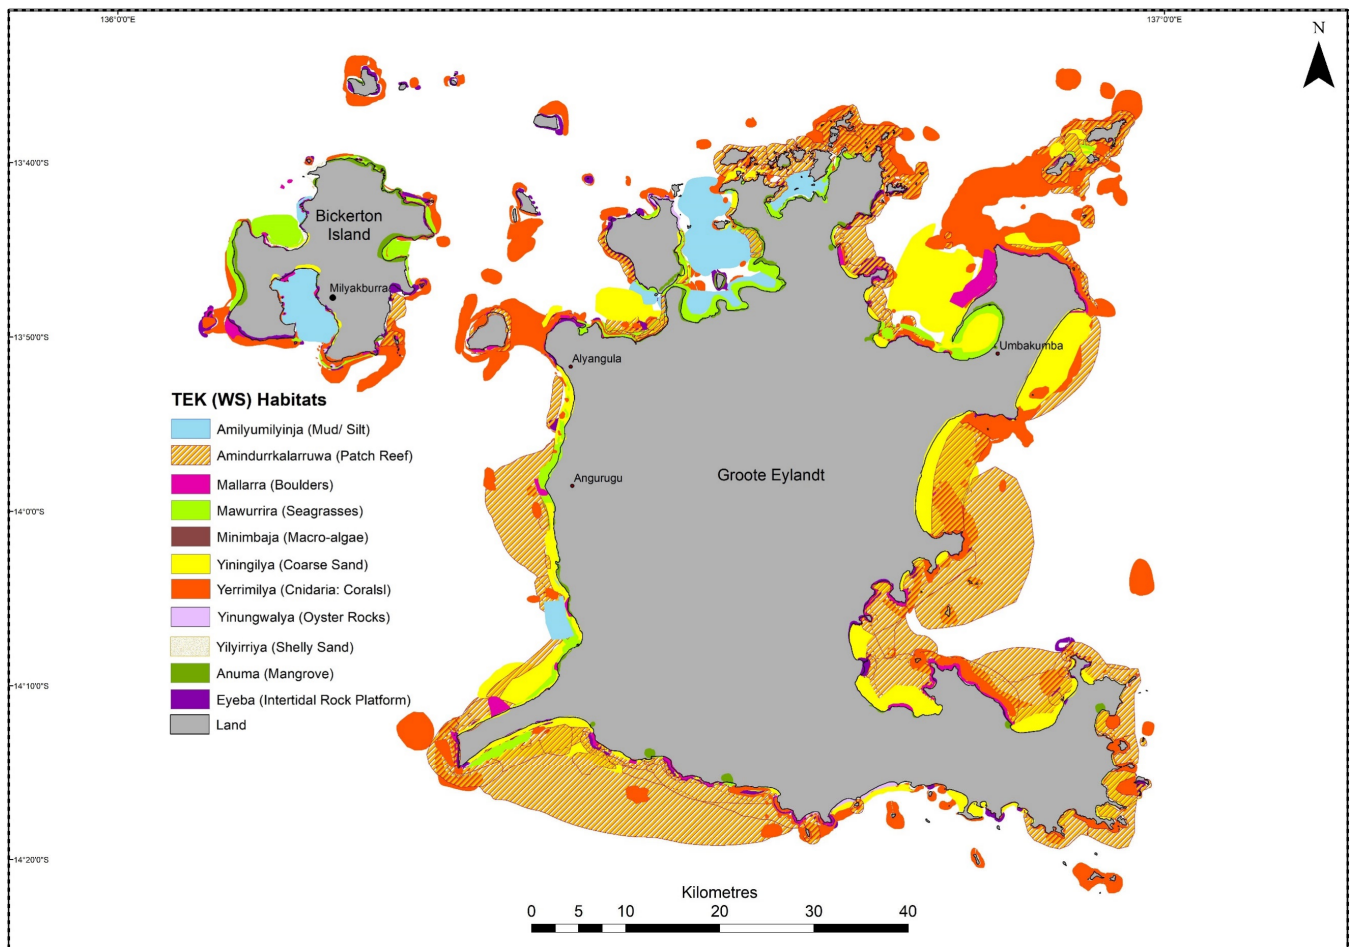 136°0'0"E
137°0'0"E
N
13°40'0"S
Bickerton
Island
Milyakburra
13°50'0"S
Alyangula
Umbakumba
TEK (WS) Habitats
Amilyumilyinja (Mud/ Silt)
Amindurrkalarruwa (Patch Reef)
Mallarra (Boulders)
Angurugu
Groote Eylandt
Mawurrira (Seagrasses)
14°0'0"S
Minimbaja (Macro-algae)
Yiningilya (Coarse Sand)
Yerrimilya (Cnidaria: Coralsl)
Yinungwalya (Oyster Rocks)
Yilyirriya (Shelly Sand)
Anuma (Mangrove)
14°10'0"S
Eyeba (Intertidal Rock Platform)
Land
14°20'0"S
Kilometres
0 5 10 20 30 40